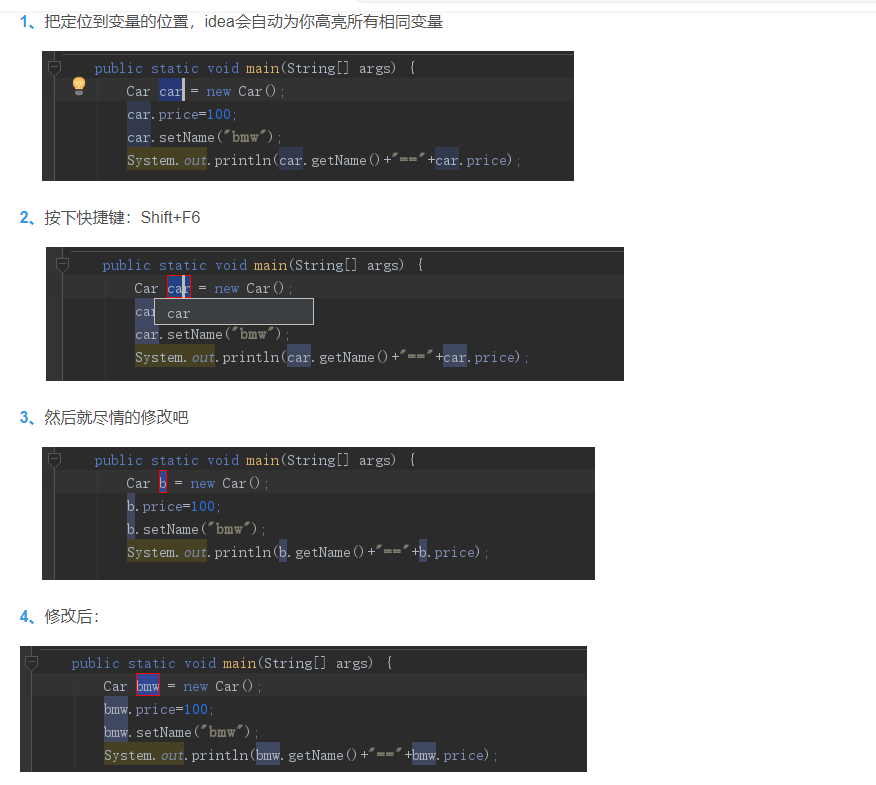 1、把定位到变量的位置，idea会自动为你高亮所有相同变量
public static void main(String[] args) {
Car car = new Car();
car.price=100;
car.setName("bmw");
System.out.println(car.getName()+"=="+car.price);
2、按下快捷键：Shift+F6
public static void main(String[] args) {
Car car = new Car();
car
car
car.setName("bmw");
System.out.println(car.getName()+"=="+car.price);
3、然后就尽情的修改吧
public static void main(String[] args) {
Car b = new Car();
b.price=100;
b.setName("bmw");
System.out.println(b.getName()+"=="+b.price);
4、修改后：
public static void main(String[] args) {
Car bmw = new Car();
bmw.price=100;
bmw.setName("bmw");
System.out.println(bmw.getName()+"=="+bmw.price);